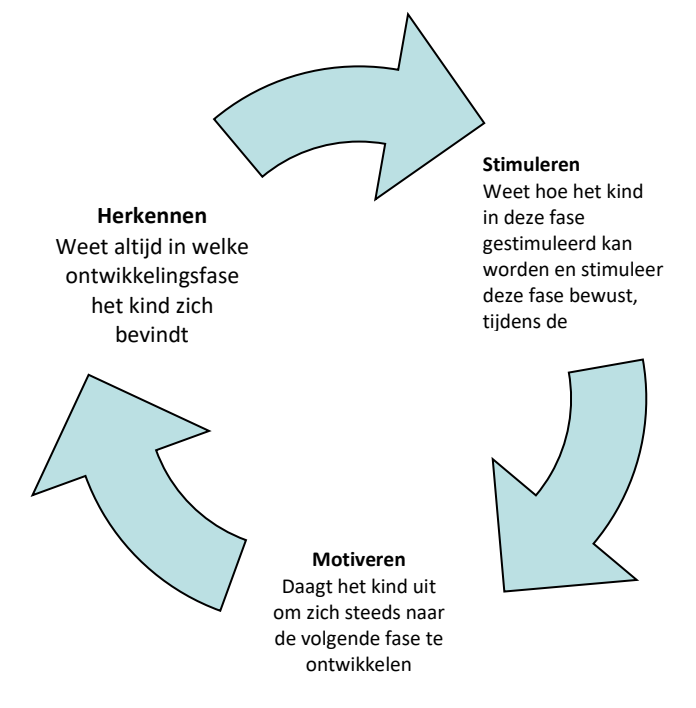 Herkennen
Weet altijd in welke
ontwikkelingsfase
het kind zich
bevindt
Stimuleren
Weet hoe het kind
in deze fase
gestimuleerd kan
worden en stimuleer
deze fase bewust,
tijdens de
Motiveren
Daagt het kind uit
om zich steeds naar
de volgende fase te
ontwikkelen